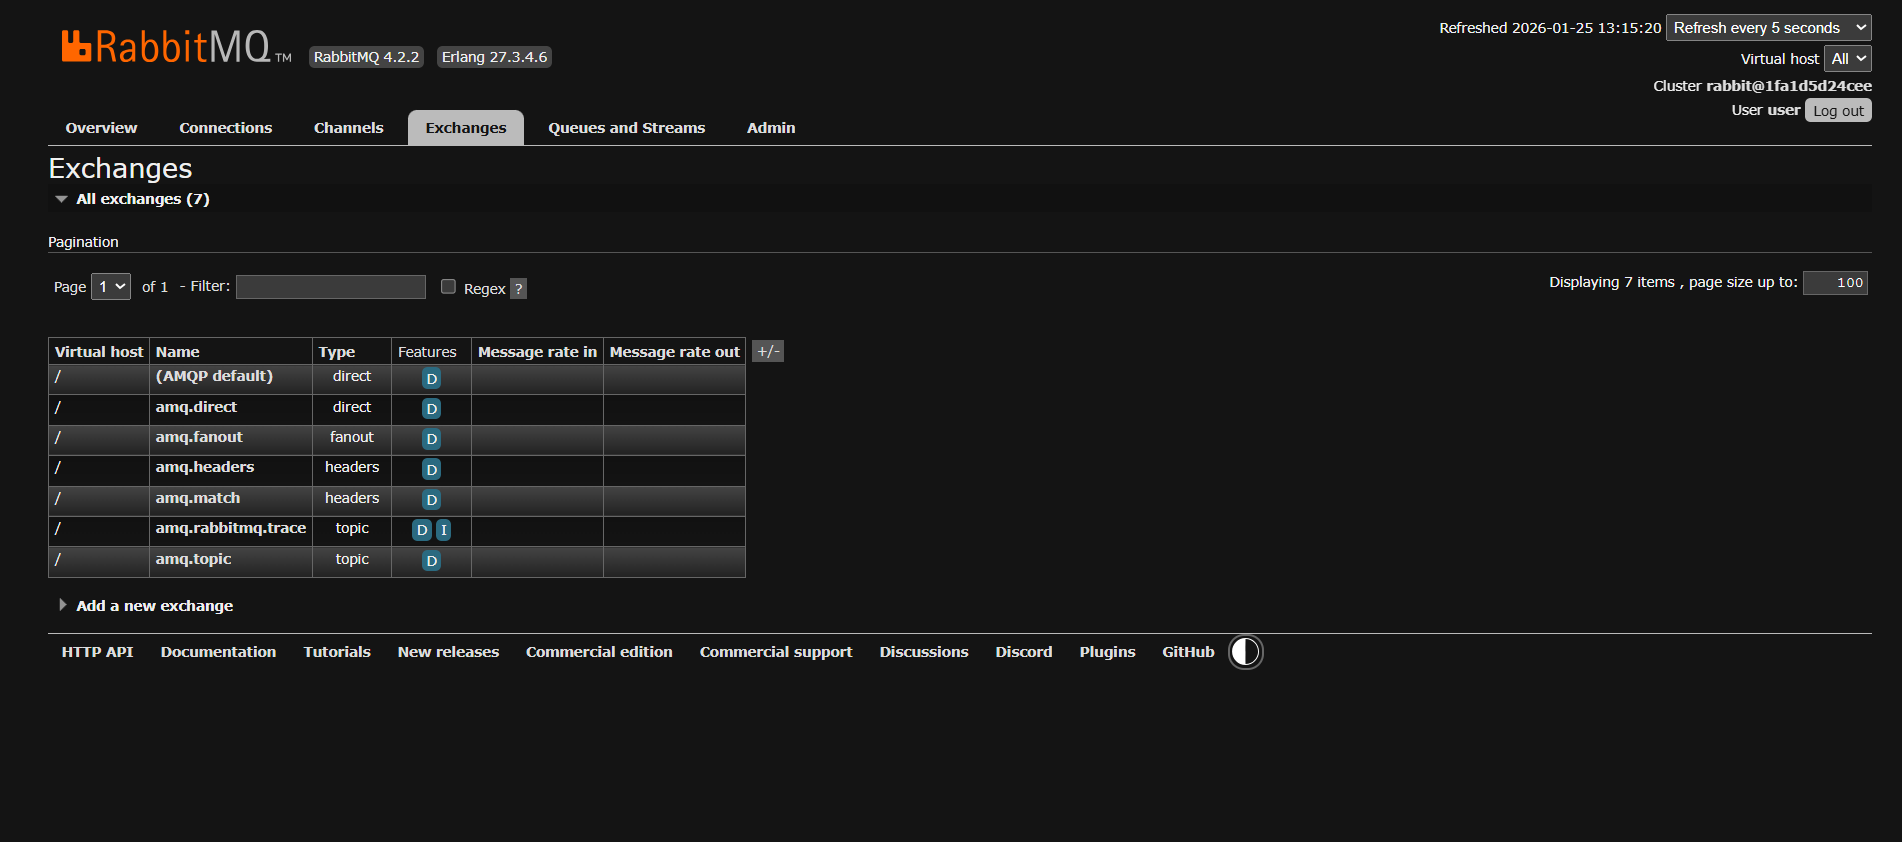 RabbitMQ TM RabbitMQ 4.2.2 Erlang 27.3.4.6
Refreshed 2026-01-25 13:15:20 Refresh every 5 seconds
Virtual host All
Cluster rabbit@1fa1d5d24cee
User user Log out
Overview Connections Channels Exchanges Queues and Streams Admin
Exchanges
All exchanges (7)
Pagination
Page 1 of 1 - Filter: Regex ? Displaying 7 items , page size up to: 100
Virtual host Name Type Features Message rate in Message rate out +/-
/ (AMQP default) direct D
/ amq.direct direct D
/ amq.fanout fanout D
/ amq.headers headers D
/ amq.match headers D
/ amq.rabbitmq.trace topic D I
/ amq.topic topic D
Add a new exchange
HTTP API Documentation Tutorials New releases Commercial edition Commercial support Discussions Discord Plugins GitHub